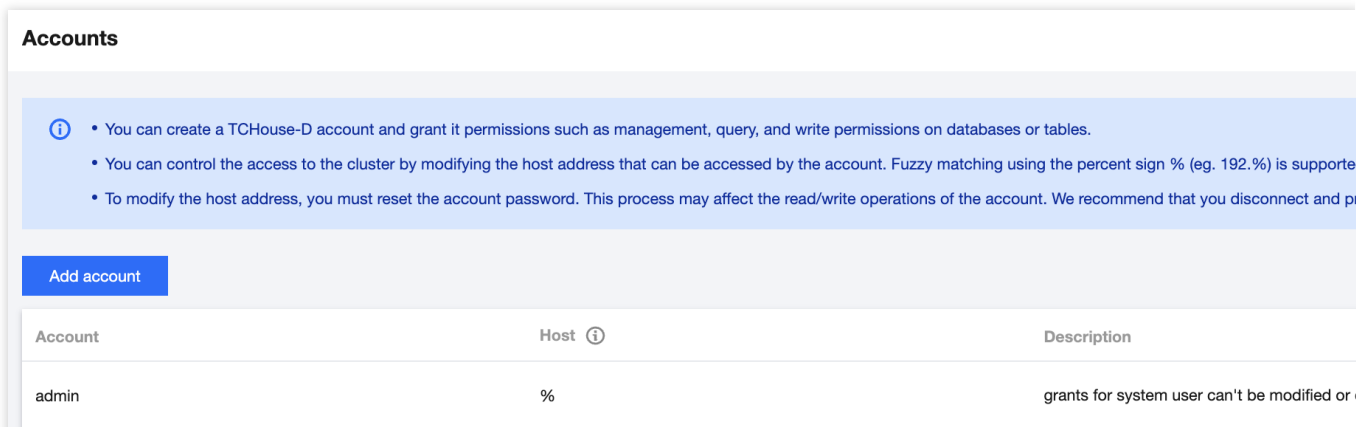 Accounts
• You can create a TCHouse-D account and grant it permissions such as management, query, and write permissions on databases or tables.
• You can control the access to the cluster by modifying the host address that can be accessed by the account. Fuzzy matching using the percent sign % (eg. 192.%) is
• To modify the host address, you must reset the account password. This process may affect the read/write operations of the account. We recommend that you disconnect and
Add account
Account Host Description
admin % grants for system user can't be modified or